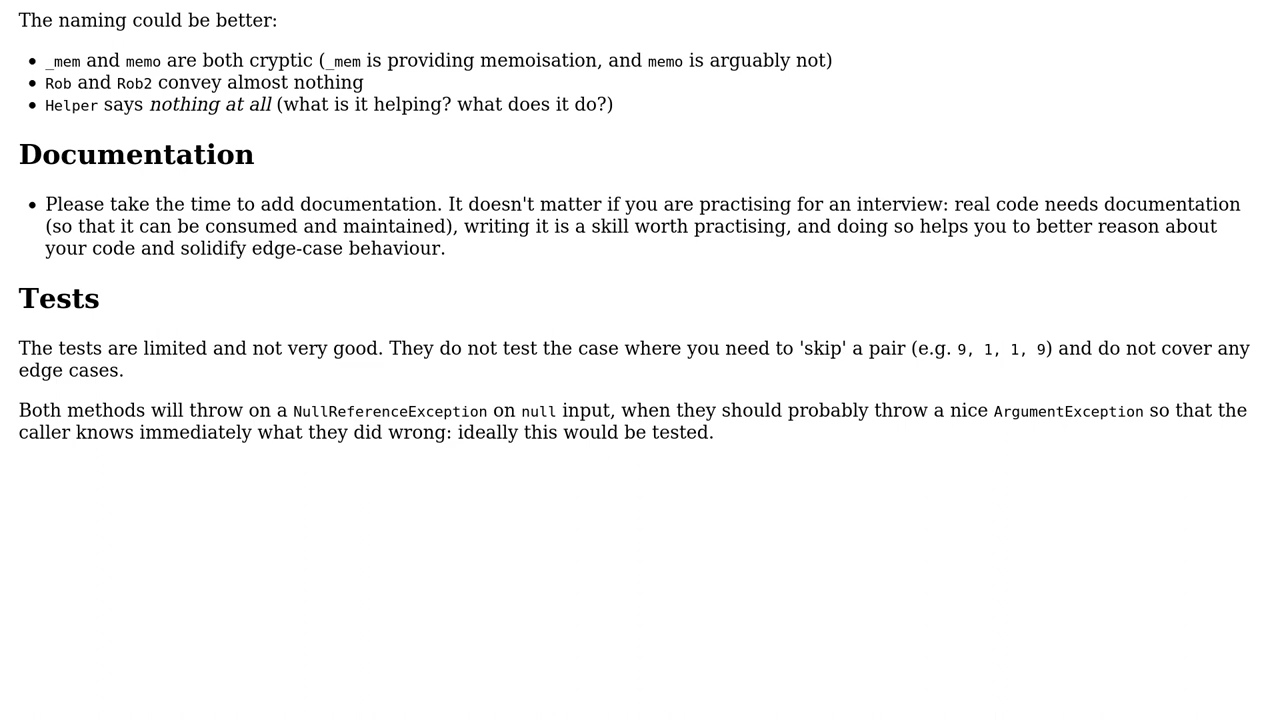 The naming could be better:
• _mem and memo are both cryptic (_mem is providing memoisation, and memo is arguably not)
• Rob and Rob2 convey almost nothing
• Helper says nothing at all (what is it helping? what does it do?)
Documentation
• Please take the time to add documentation. It doesn't matter if you are practising for an interview: real code needs documentation
(so that it can be consumed and maintained), writing it is a skill worth practising, and doing so helps you to better reason about
your code and solidify edge-case behaviour.
Tests
The tests are limited and not very good. They do not test the case where you need to 'skip' a pair (e.g. 9, 1, 1, 9) and do not cover any
edge cases.
Both methods will throw on a NullReferenceException on null input, when they should probably throw a nice ArgumentException so that the
caller knows immediately what they did wrong: ideally this would be tested.